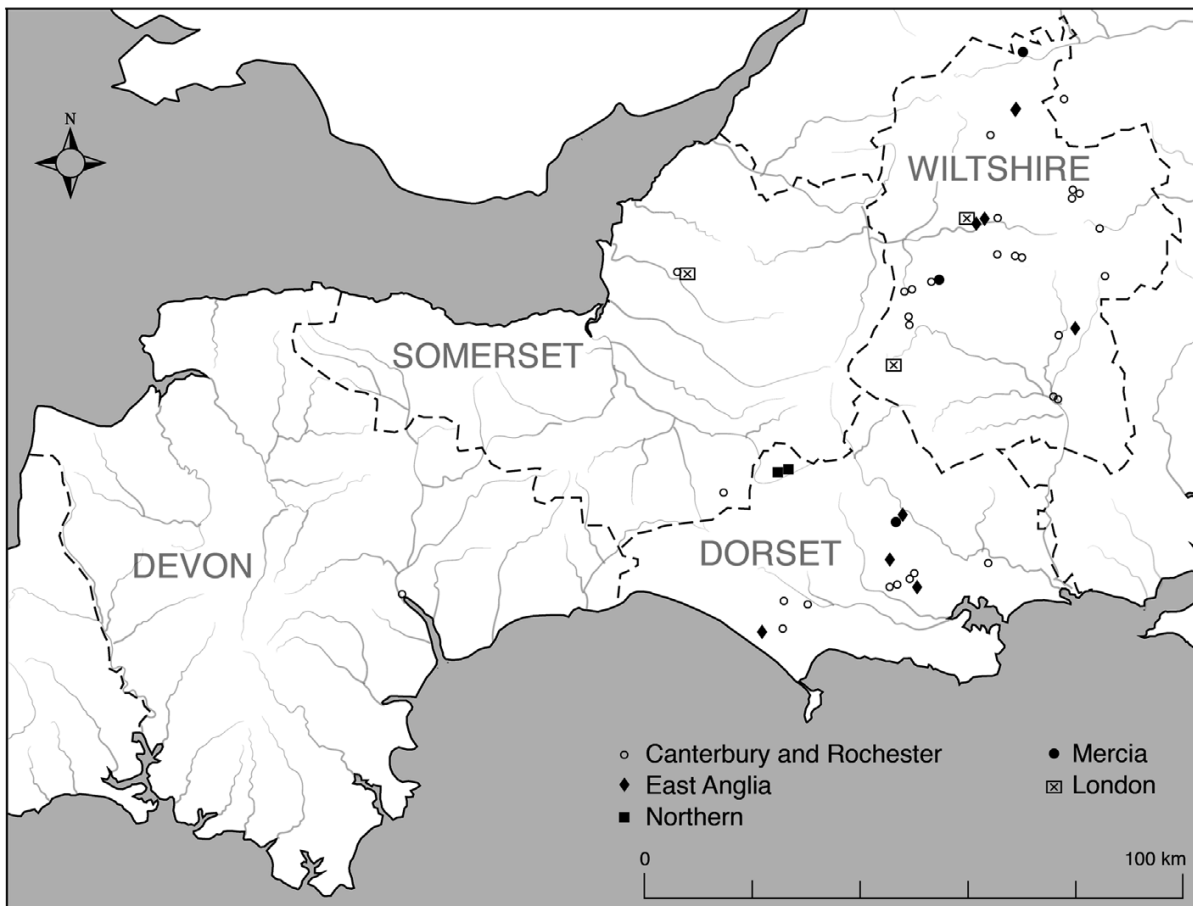 N
WILTSHIRE
SOMERSET
DEVON
DORSET
Canterbury and Rochester
East Anglia
Northern
Mercia
London
0
100 km